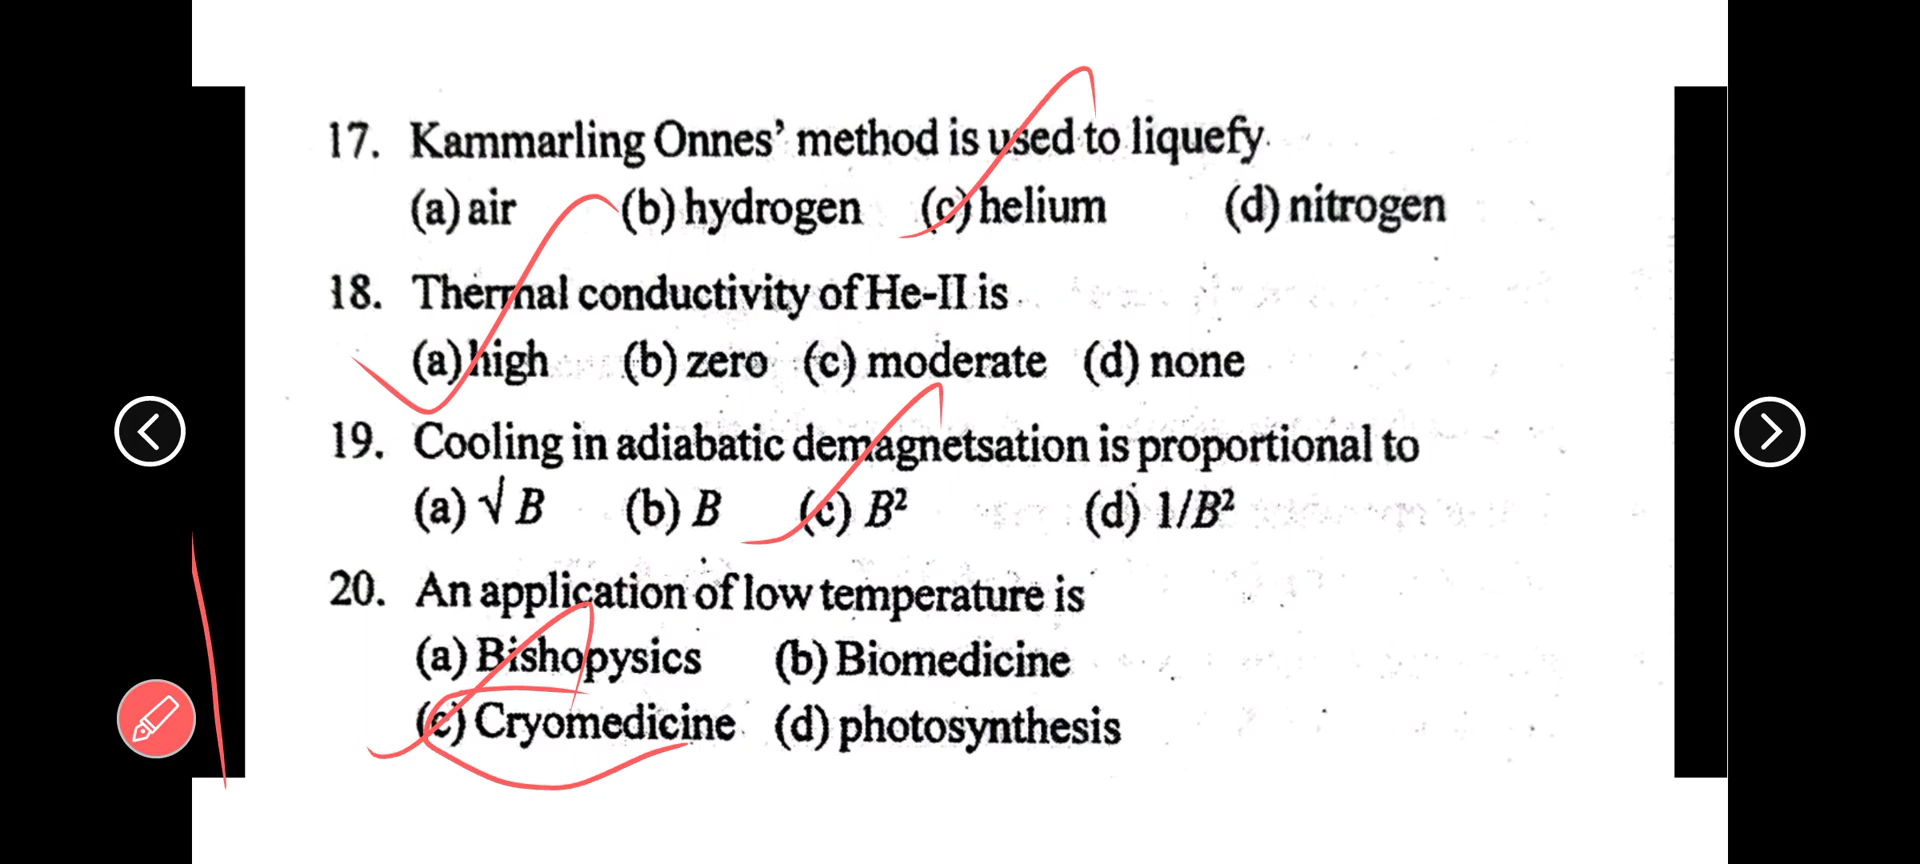 17. Kammarling Onnes' method is used to liquefy
(a) air (b) hydrogen (c) helium (d) nitrogen
18. Thermal conductivity of He-II is
(a) high (b) zero (c) moderate (d) none
19. Cooling in adiabatic demagnetsation is proportional to
(a) √B (b) B (c) B² (d) 1/B²
20. An application of low temperature is
(a) Bishopysics (b) Biomedicine
(c) Cryomedicine (d) photosynthesis